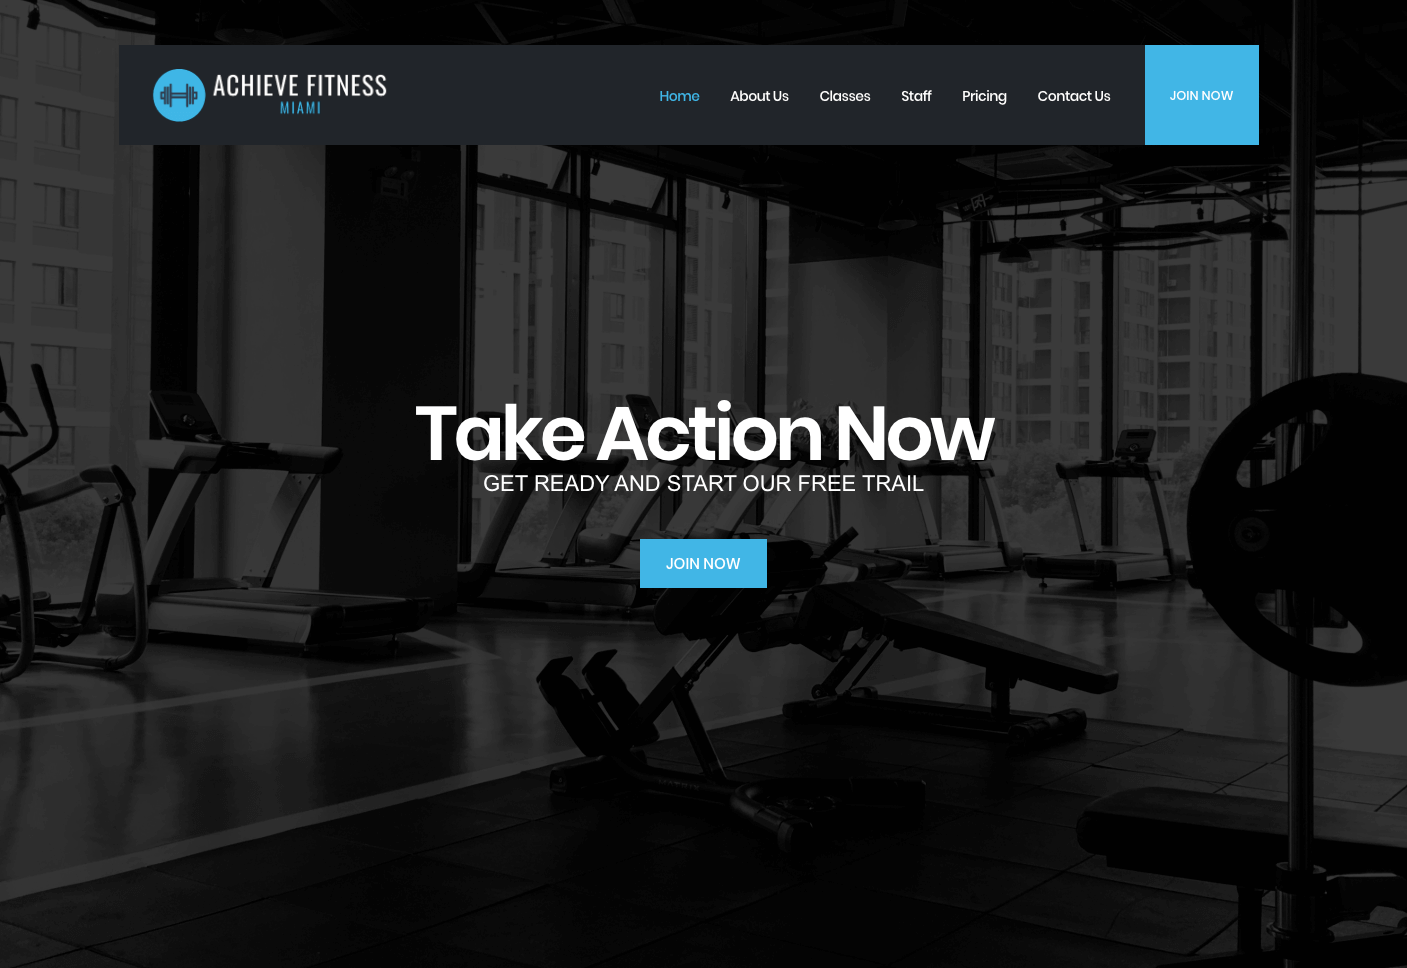 ACHIEVE FITNESS
MIAMI
Home About Us Classes Staff Pricing Contact Us JOIN NOW
Take Action Now
GET READY AND START OUR FREE TRAIL
JOIN NOW